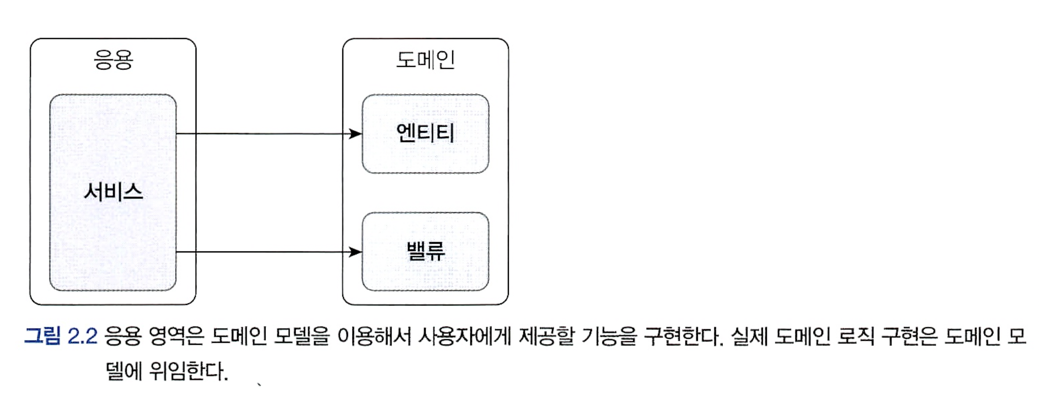 응용
도메인
엔티티
서비스
밸류
그림 2.2 응용 영역은 도메인 모델을 이용해서 사용자에게 제공할 기능을 구현한다. 실제 도메인 로직 구현은 도메인 모
델에 위임한다.